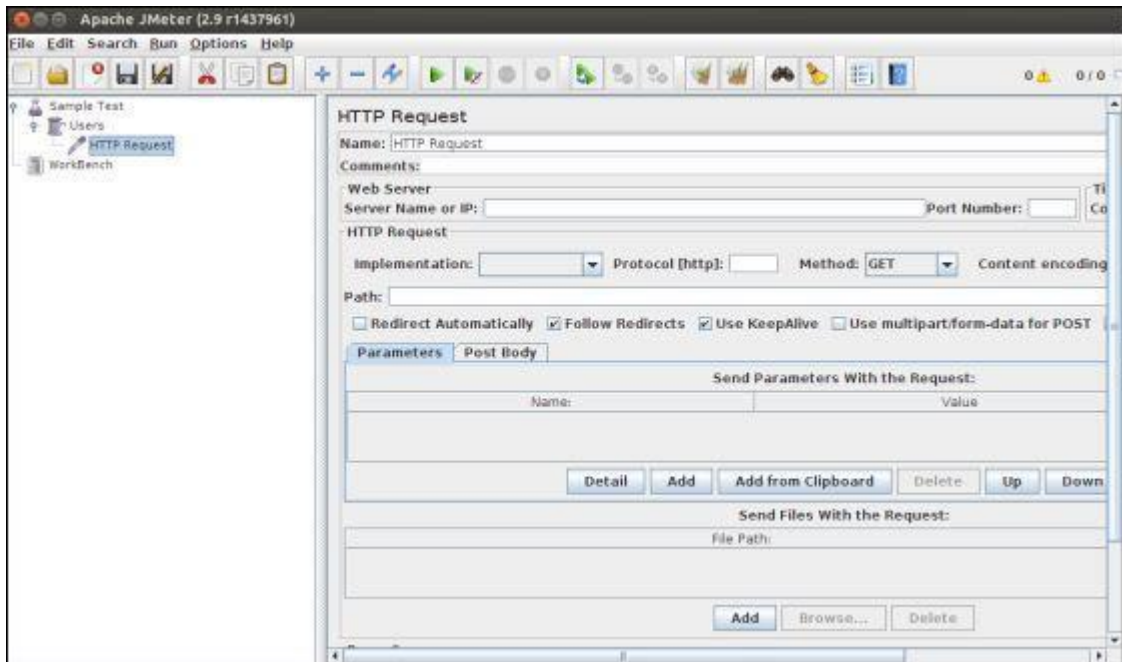 Apache JMeter (2.9 r1437961)
File Edit Search Run Options Help
0 0 / 0
Sample Test
Users
HTTP Request
WorkBench
HTTP Request
Name: HTTP Request
Comments:
Web Server
Server Name or IP: Port Number: Co
Ti
HTTP Request
Implementation: Protocol [http]: Method: GET Content encoding
Path:
Redirect Automatically Follow Redirects Use KeepAlive Use multipart/form-data for POST
Parameters Post Body
Send Parameters With the Request:
Name: Value
Detail Add Add from Clipboard Delete Up Down
Send Files With the Request:
File Path:
Add Browse... Delete